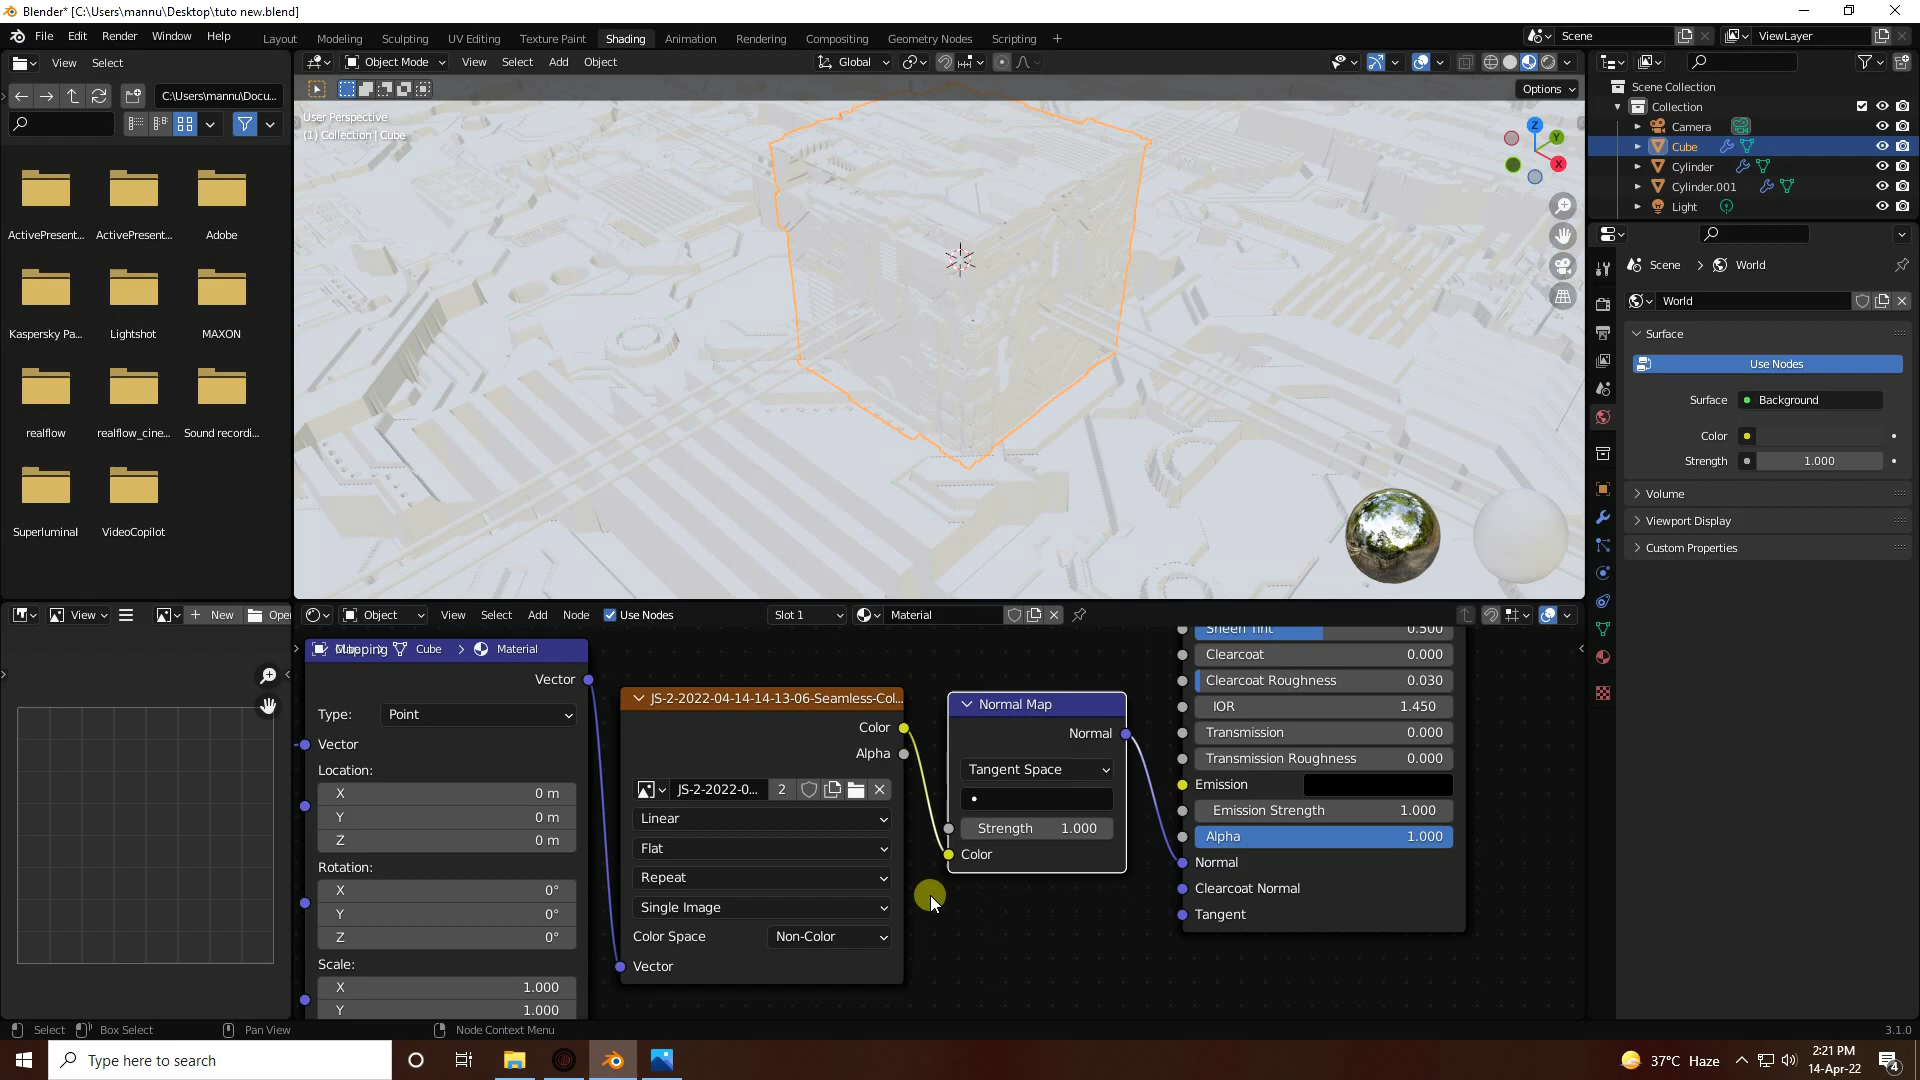 Blender* [C:\Users\mannu\Desktop\tuto new.blend]
File Edit Render Window Help
Layout Modeling Sculpting UV Editing Texture Paint Shading Animation Rendering Compositing Geometry Nodes Scripting +
Scene
ViewLayer
View Select
C:\Users\mannu\Docu...
ActivePresent... ActivePresent... Adobe
Kaspersky Pa... Lightshot MAXON
realflow realflow_cine... Sound recordi...
Superluminal VideoCopilot
Object Mode View Select Add Object Global
Options
User Perspective
(1) Collection | Cube
Z
Y
X
Scene Collection
Collection
Camera
Cube
Cylinder
Cylinder.001
Light
Scene > World
World
Surface
Use Nodes
Surface Background
Color
Strength 1.000
Volume
Viewport Display
Custom Properties
View + New Open
Object View Select Add Node Use Nodes Slot 1 Material
Mapping Cube > Material
Vector
Type: Point
Vector
Location:
X 0 m
Y 0 m
Z 0 m
Rotation:
X 0°
Y 0°
Z 0°
Scale:
X 1.000
Y 1.000
JS-2-2022-04-14-14-13-06-Seamless-Col...
Color
Alpha
JS-2-2022-0... 2
Linear
Flat
Repeat
Single Image
Color Space Non-Color
Vector
Normal Map
Normal
Tangent Space
Strength 1.000
Color
Sheen Tint 0.500
Clearcoat 0.000
Clearcoat Roughness 0.030
IOR 1.450
Transmission 0.000
Transmission Roughness 0.000
Emission
Emission Strength 1.000
Alpha 1.000
Normal
Clearcoat Normal
Tangent
Select Box Select Pan View Node Context Menu 3.1.0
Type here to search
37°C Haze
2:21 PM
14-Apr-22
4